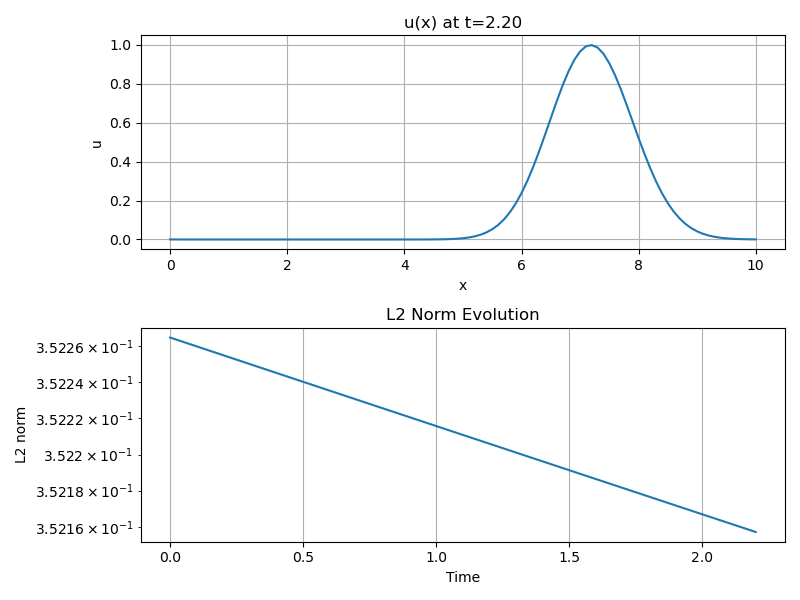 u(x) at t=2.20
1.0
0.8
0.6
0.4
0.2
0.0
u
0 2 4 6 8 10
x
L2 Norm Evolution
3.5226 × 10⁻¹
3.5224 × 10⁻¹
3.5222 × 10⁻¹
3.522 × 10⁻¹
3.5218 × 10⁻¹
3.5216 × 10⁻¹
L2 norm
0.0 0.5 1.0 1.5 2.0
Time